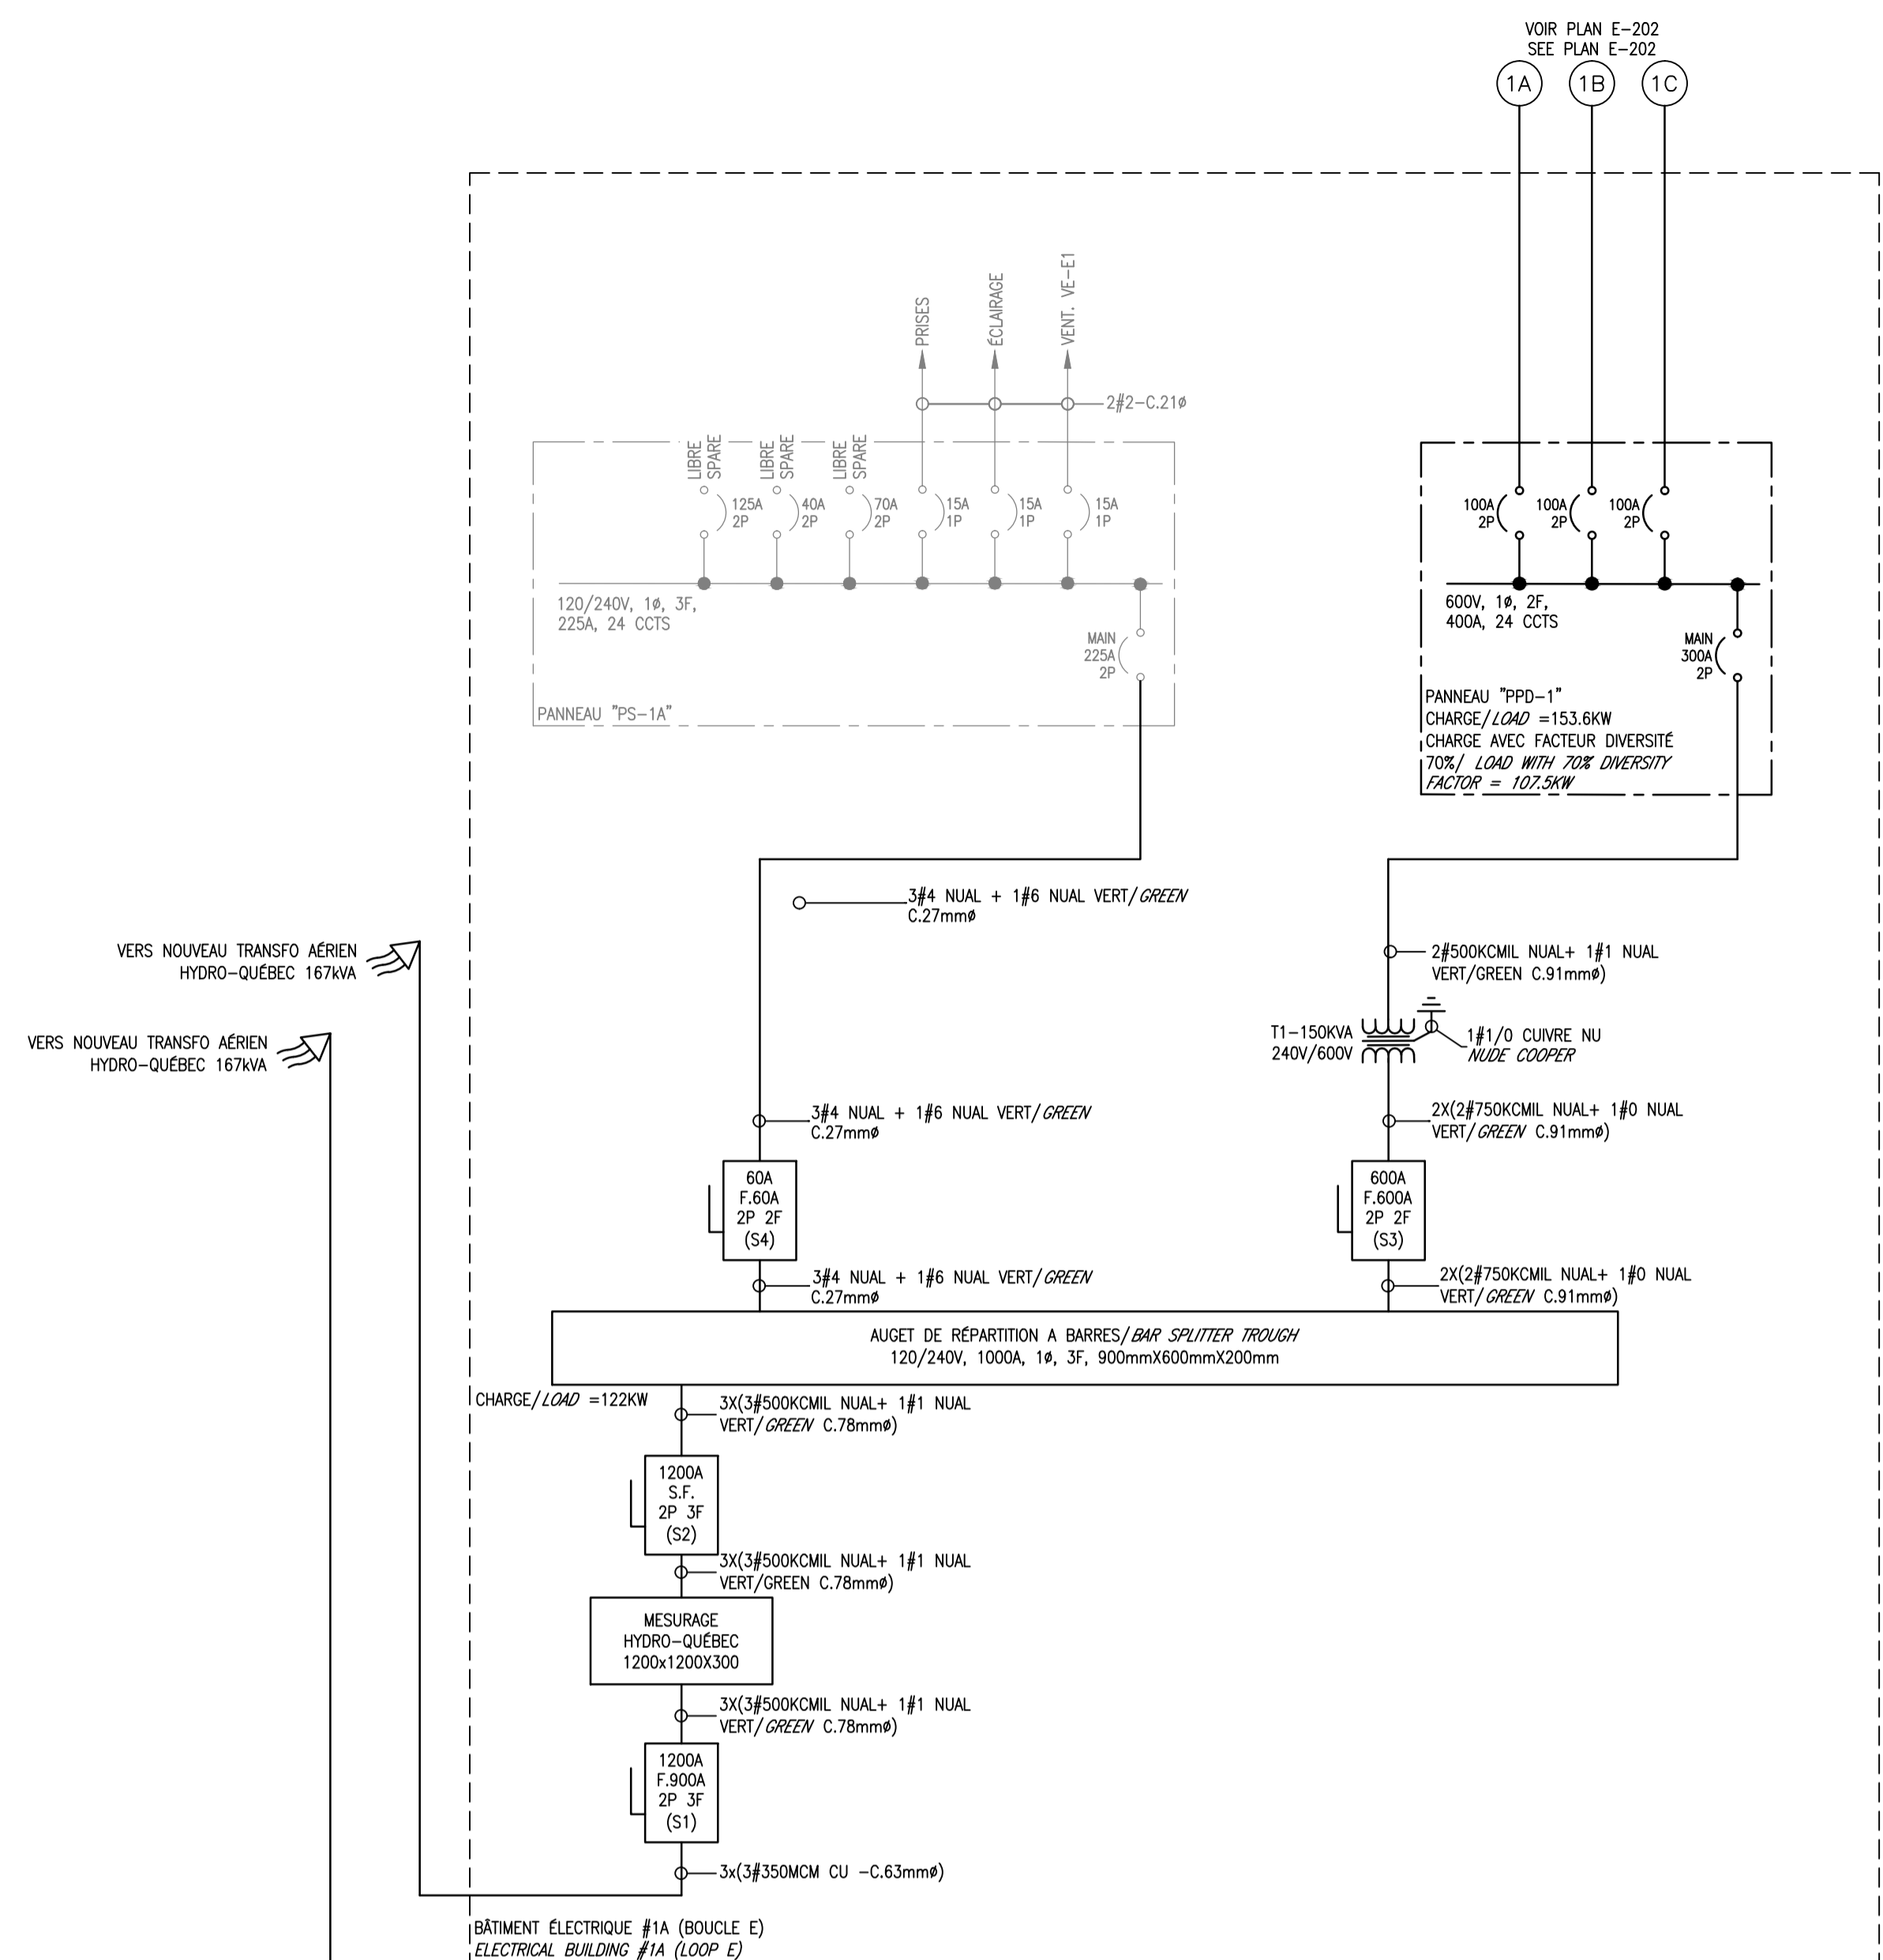 VOIR PLAN E-202
SEE PLAN E-202
1A
1B
1C
PRISES
ÉCLAIRAGE
VENT. VE-E1
2#2-C.21ø
LIBRE
SPARE
LIBRE
SPARE
LIBRE
SPARE
125A
2P
40A
2P
70A
2P
15A
1P
15A
1P
15A
1P
120/240V, 1ø, 3F,
225A, 24 CCTS
MAIN
225A
2P
PANNEAU "PS-1A"
100A
2P
100A
2P
100A
2P
600V, 1ø, 2F,
400A, 24 CCTS
MAIN
300A
2P
PANNEAU "PPD-1"
CHARGE/LOAD =153.6KW
CHARGE AVEC FACTEUR DIVERSITÉ
70%/ LOAD WITH 70% DIVERSITY
FACTOR = 107.5KW
3#4 NUAL + 1#6 NUAL VERT/GREEN
C.27mmø
VERS NOUVEAU TRANSFO AÉRIEN
HYDRO-QUÉBEC 167kVA
2#500KCMIL NUAL+ 1#1 NUAL
VERT/GREEN C.91mmø)
VERS NOUVEAU TRANSFO AÉRIEN
HYDRO-QUÉBEC 167kVA
T1-150KVA
240V/600V
1#1/0 CUIVRE NU
NUDE COOPER
3#4 NUAL + 1#6 NUAL VERT/GREEN
C.27mmø
2X(2#750KCMIL NUAL+ 1#0 NUAL
VERT/GREEN C.91mmø)
60A
F.60A
2P 2F
(S4)
600A
F.600A
2P 2F
(S3)
3#4 NUAL + 1#6 NUAL VERT/GREEN
C.27mmø
2X(2#750KCMIL NUAL+ 1#0 NUAL
VERT/GREEN C.91mmø)
AUGET DE RÉPARTITION A BARRES/BAR SPLITTER TROUGH
120/240V, 1000A, 1ø, 3F, 900mmX600mmX200mm
CHARGE/LOAD =122KW
3X(3#500KCMIL NUAL+ 1#1 NUAL
VERT/GREEN C.78mmø)
1200A
S.F.
2P 3F
(S2)
3X(3#500KCMIL NUAL+ 1#1 NUAL
VERT/GREEN C.78mmø)
MESURAGE
HYDRO-QUÉBEC
1200x1200X300
3X(3#500KCMIL NUAL+ 1#1 NUAL
VERT/GREEN C.78mmø)
1200A
F.900A
2P 3F
(S1)
3x(3#350MCM CU -C.63mmø)
BÂTIMENT ÉLECTRIQUE #1A (BOUCLE E)
ELECTRICAL BUILDING #1A (LOOP E)